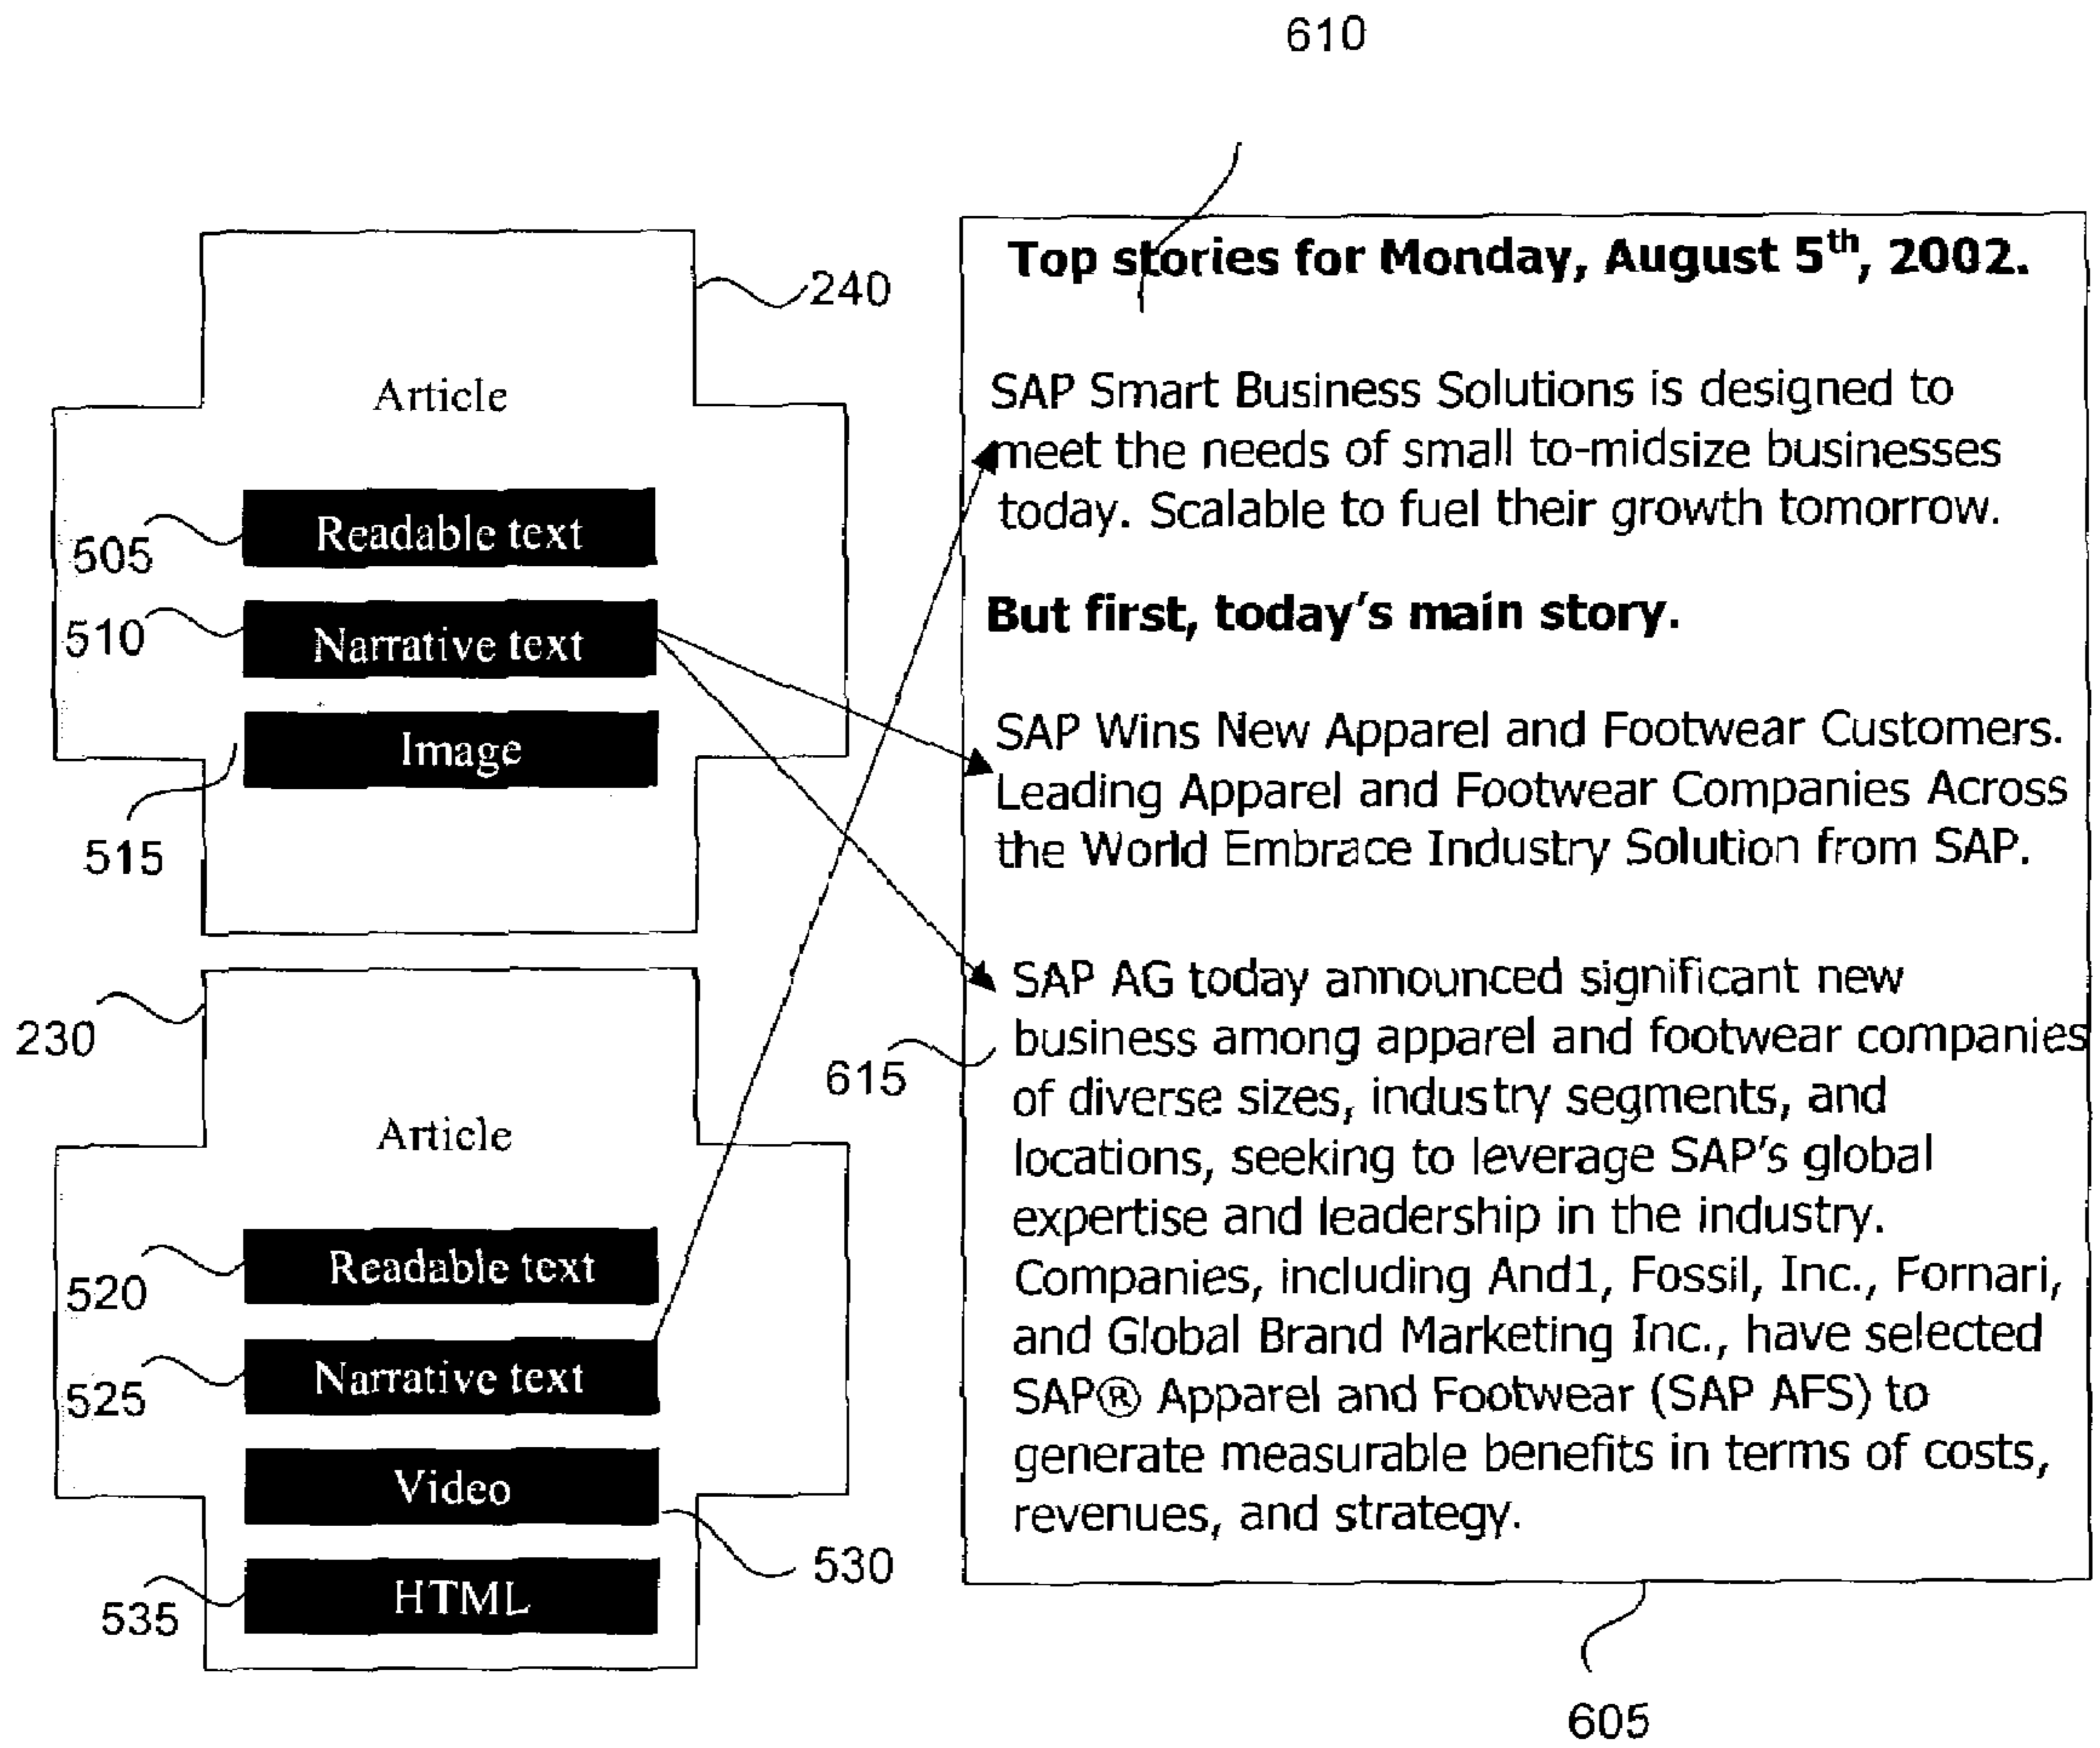 610
240
Article
Readable text
505
Narrative text
510
Image
515
230
Article
Readable text
520
Narrative text
525
Video
530
HTML
535
Top stories for Monday, August 5th, 2002.
SAP Smart Business Solutions is designed to
meet the needs of small to-midsize businesses
today. Scalable to fuel their growth tomorrow.
But first, today's main story.
SAP Wins New Apparel and Footwear Customers.
Leading Apparel and Footwear Companies Across
the World Embrace Industry Solution from SAP.
SAP AG today announced significant new
business among apparel and footwear companies
of diverse sizes, industry segments, and
locations, seeking to leverage SAP's global
expertise and leadership in the industry.
Companies, including And1, Fossil, Inc., Fornari,
and Global Brand Marketing Inc., have selected
SAP® Apparel and Footwear (SAP AFS) to
generate measurable benefits in terms of costs,
revenues, and strategy.
615
605